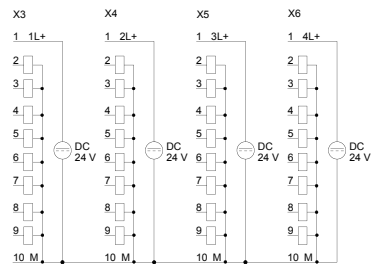 X3 X4 X5 X6
1 1L+ 1 2L+ 1 3L+ 1 4L+
2 2 2 2
3 3 3 3
4 4 4 4
5 5 5 5
DC DC DC DC
6 24 V 6 24 V 6 24 V 6 24 V
7 7 7 7
8 8 8 8
9 9 9 9
10 M 10 M 10 M 10 M